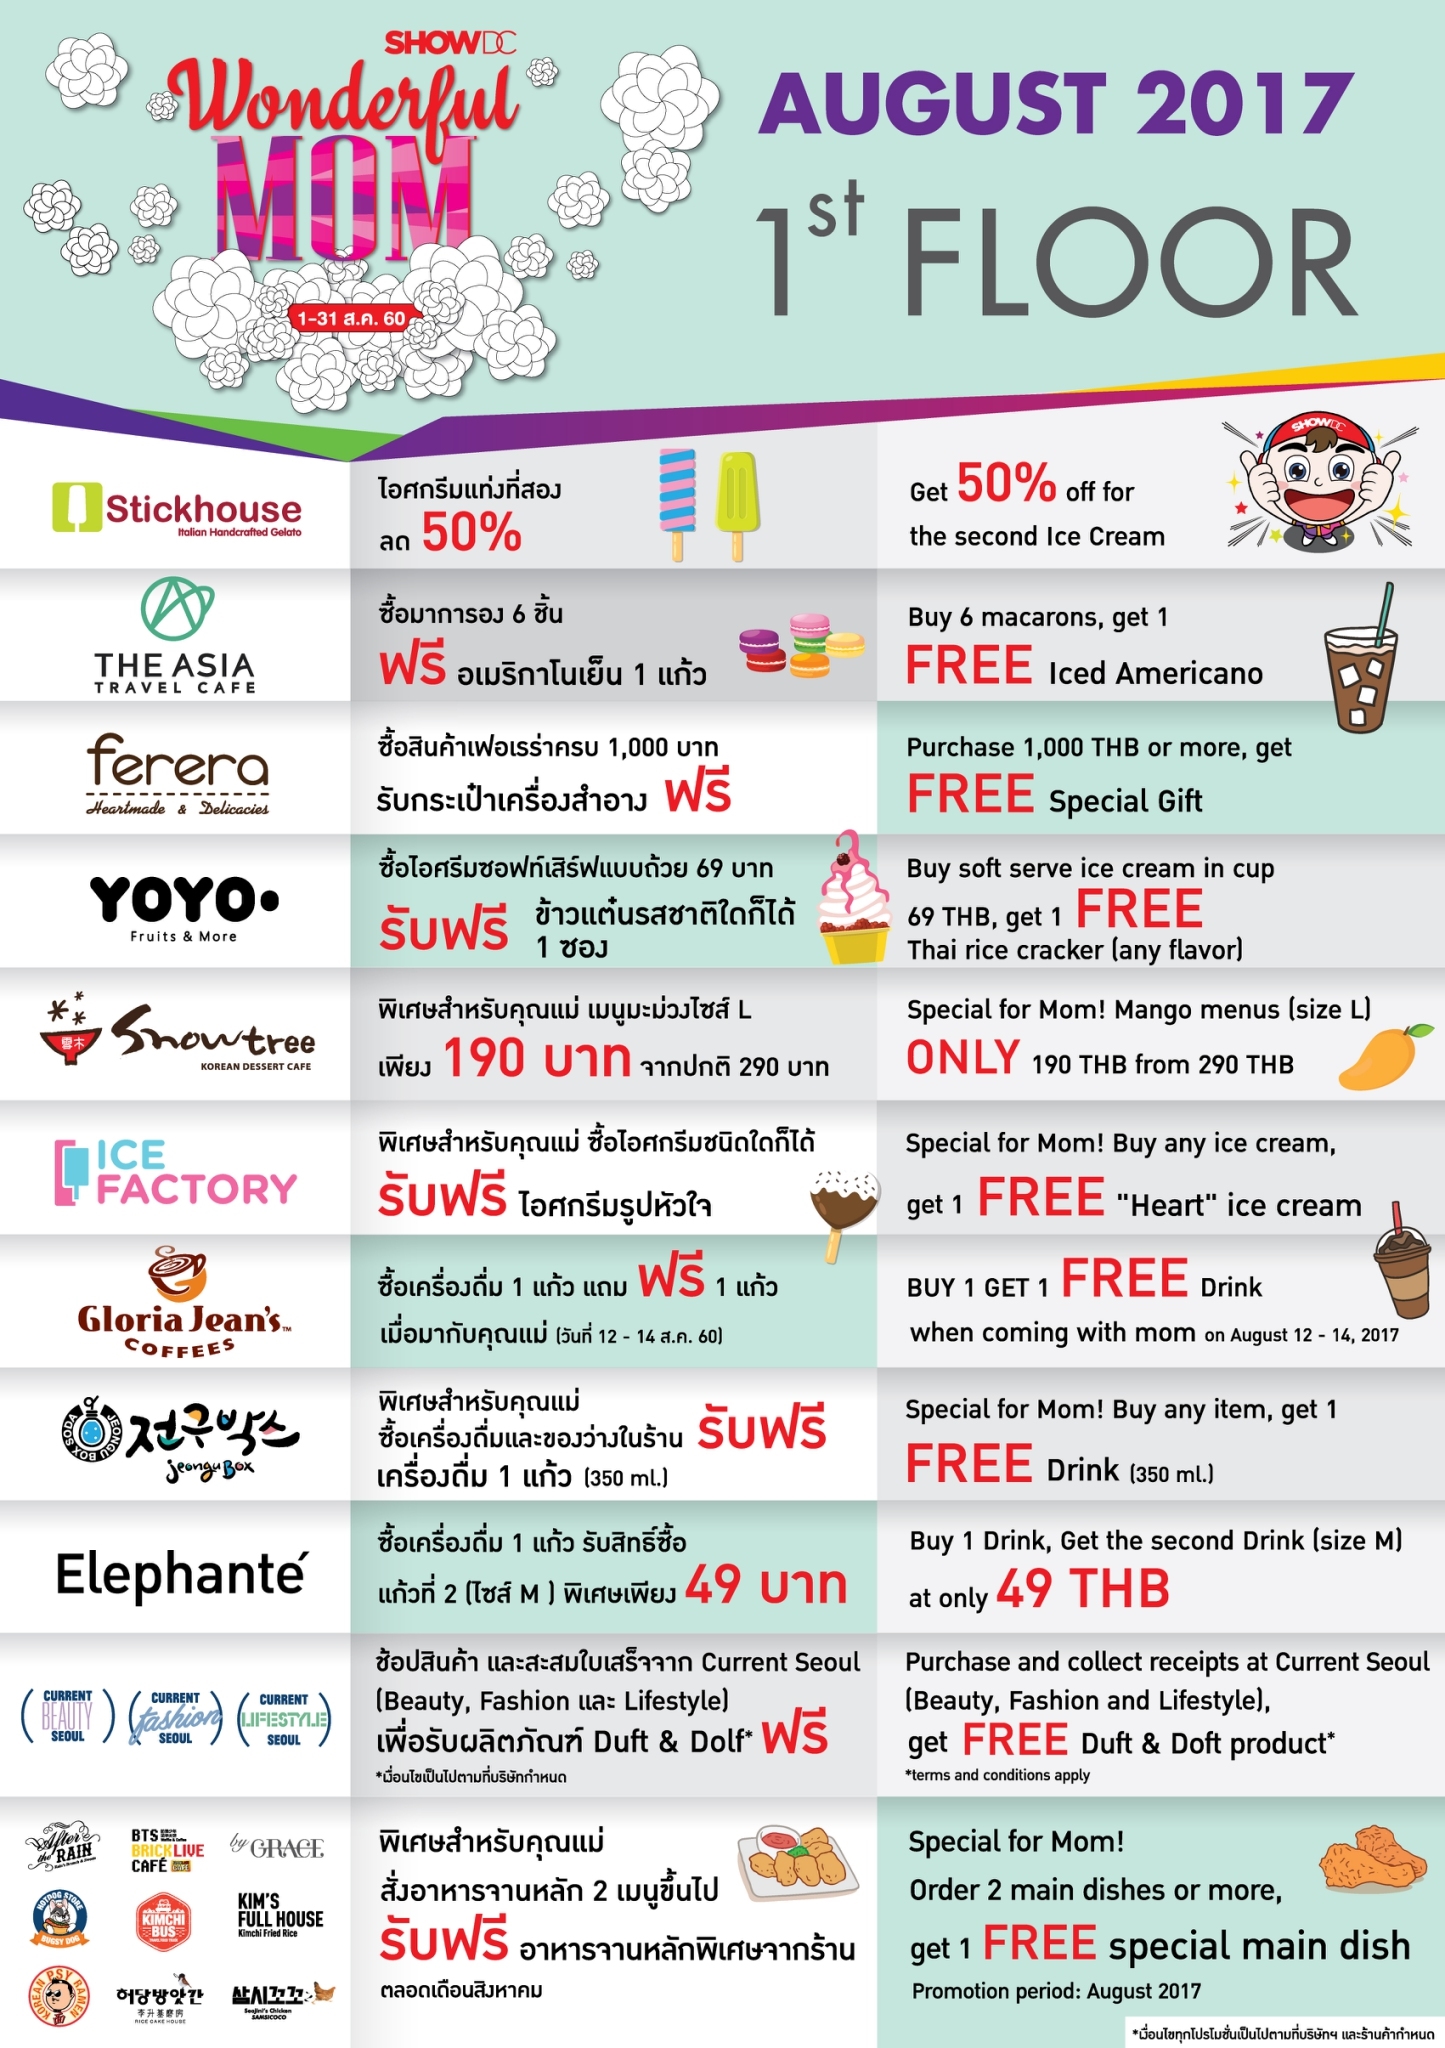 SHOWDC
Wonderful
MOM
1-31 ส.ค. 60
AUGUST 2017
1st FLOOR
SHOWDC
Stickhouse
Italian Handcrafted Gelato
ไอศกรีมแท่งที่สอง
ลด 50%
Get 50% off for
the second Ice Cream
THE ASIA
TRAVEL CAFE
ซื้อมาการอง 6 ชิ้น
ฟรี อเมริกาโนเย็น 1 แก้ว
Buy 6 macarons, get 1
FREE Iced Americano
ferera
Heartmade & Delicacies
ซื้อสินค้าเฟอเรร่าครบ 1,000 บาท
รับกระเป๋าเครื่องสำอาง ฟรี
Purchase 1,000 THB or more, get
FREE Special Gift
YOYO.
Fruits & More
ซื้อไอศรีมซอฟท์เสิร์ฟแบบถ้วย 69 บาท
รับฟรี ข้าวแต๋นรสชาติใดก็ได้
1 ซอง
Buy soft serve ice cream in cup
69 THB, get 1 FREE
Thai rice cracker (any flavor)
雪木
Snowtree
KOREAN DESSERT CAFE
พิเศษสำหรับคุณแม่ เมนูมะม่วงไซส์ L
เพียง 190 บาท จากปกติ 290 บาท
Special for Mom! Mango menus (size L)
ONLY 190 THB from 290 THB
ICE
FACTORY
พิเศษสำหรับคุณแม่ ซื้อไอศกรีมชนิดใดก็ได้
รับฟรี ไอศกรีมรูปหัวใจ
Special for Mom! Buy any ice cream,
get 1 FREE "Heart" ice cream
Gloria Jean's TM
COFFEES
ซื้อเครื่องดื่ม 1 แก้ว แถม ฟรี 1 แก้ว
เมื่อมากับคุณแม่ (วันที่ 12 - 14 ส.ค. 60)
BUY 1 GET 1 FREE Drink
when coming with mom on August 12 - 14, 2017
JEONGU BOX SODA
전구박스
jeongu Box
พิเศษสำหรับคุณแม่
ซื้อเครื่องดื่มและของว่างในร้าน รับฟรี
เครื่องดื่ม 1 แก้ว (350 ml.)
Special for Mom! Buy any item, get 1
FREE Drink (350 ml.)
Elephanté
ซื้อเครื่องดื่ม 1 แก้ว รับสิทธิ์ซื้อ
แก้วที่ 2 (ไซส์ M ) พิเศษเพียง 49 บาท
Buy 1 Drink, Get the second Drink (size M)
at only 49 THB
CURRENT
BEAUTY
SEOUL
CURRENT
fashion
SEOUL
CURRENT
LIFESTYLE
SEOUL
ช้อปสินค้า และสะสมใบเสร็จจาก Current Seoul
(Beauty, Fashion และ Lifestyle)
เพื่อรับผลิตภัณฑ์ Duft & Dolf* ฟรี
*เงื่อนไขเป็นไปตามที่บริษัทกำหนด
Purchase and collect receipts at Current Seoul
(Beauty, Fashion and Lifestyle),
get FREE Duft & Doft product*
*terms and conditions apply
After
the RAIN
BTS
BRICKLIVE
CAFÉ
by GRACE
HOTDOG STORE
BUGSY DOG
KIMCHI
BUS
KIM'S
FULL HOUSE
Kimchi Fried Rice
KOREAN PSY RAMEN
허당방앗간
李升基磨房
RICE CAKE HOUSE
삼시꼬꼬
Seojini's Chicken
SAMSICOCO
พิเศษสำหรับคุณแม่
สั่งอาหารจานหลัก 2 เมนูขึ้นไป
รับฟรี อาหารจานหลักพิเศษจากร้าน
ตลอดเดือนสิงหาคม
Special for Mom!
Order 2 main dishes or more,
get 1 FREE special main dish
Promotion period: August 2017
*เงื่อนไขทุกโปรโมชั่นเป็นไปตามที่บริษัทฯ และร้านค้ากำหนด